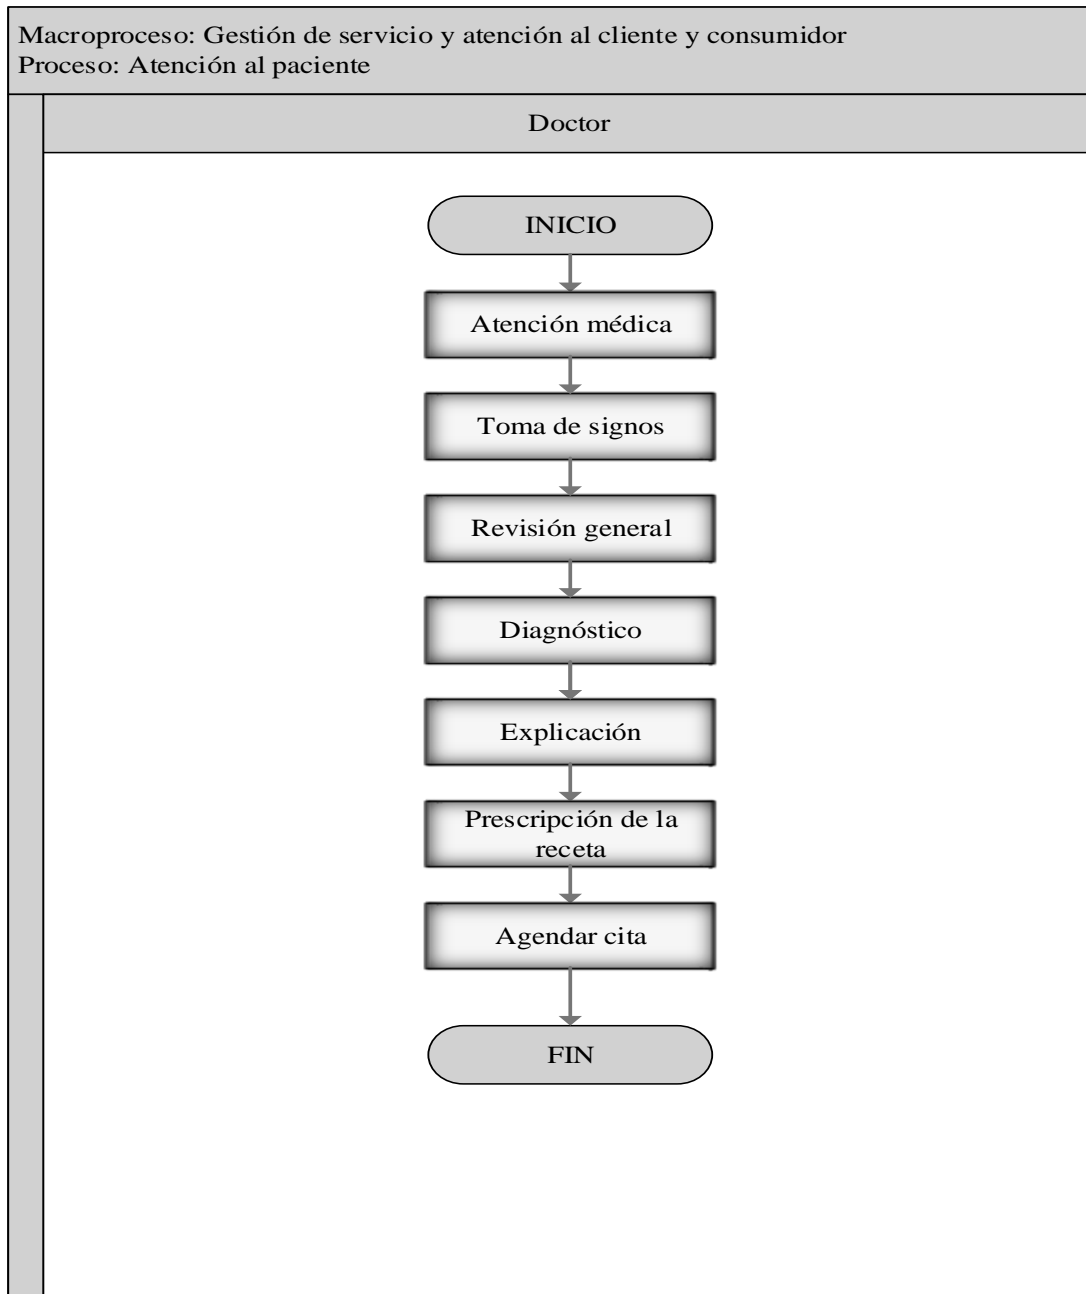 Macroproceso: Gestión de servicio y atención al cliente y consumidor
Proceso: Atención al paciente
Doctor
INICIO
Atención médica
Toma de signos
Revisión general
Diagnóstico
Explicación
Prescripción de la
receta
Agendar cita
FIN